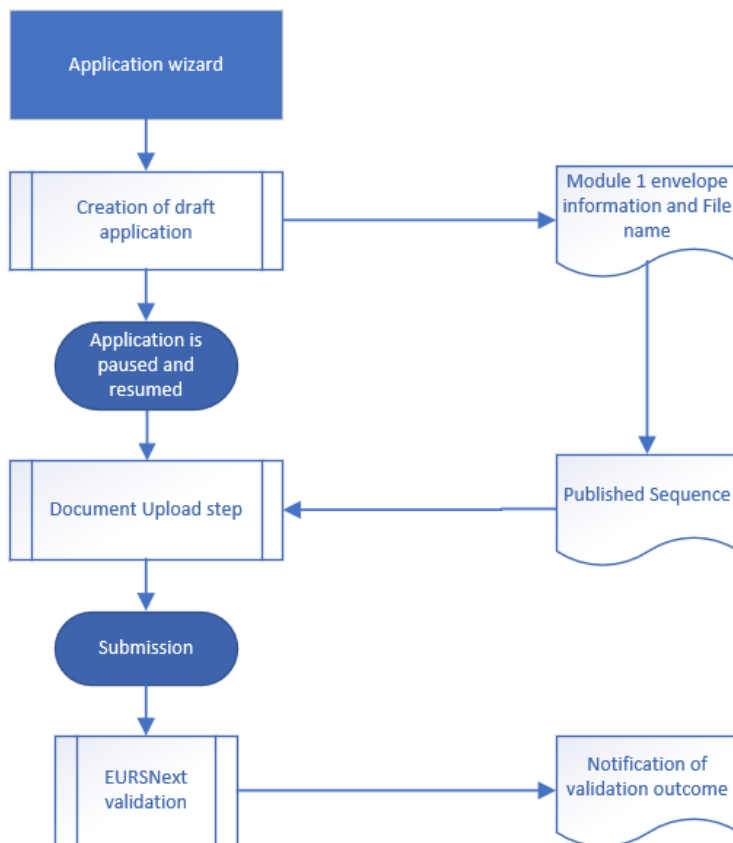 Application wizard
Creation of draft
application
Module 1 envelope
information and File
name
Application is
paused and
resumed
Document Upload step
Published Sequence
Submission
EURSNext
validation
Notification of
validation outcome